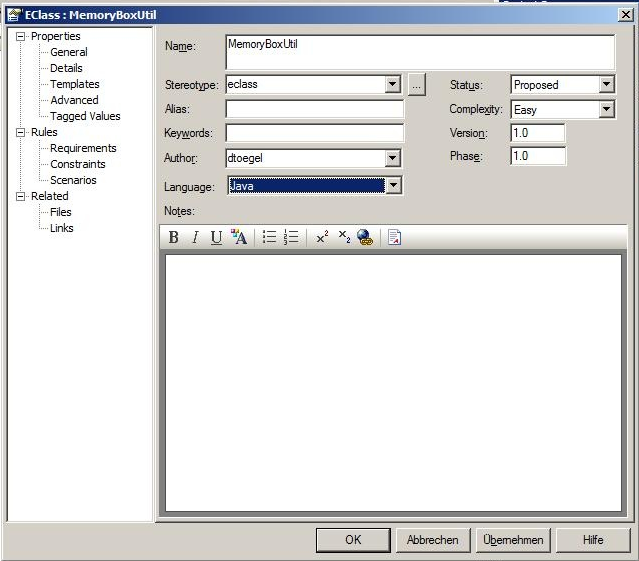 EClass : MemoryBoxUtil
Properties
General
Details
Templates
Advanced
Tagged Values
Rules
Requirements
Constraints
Scenarios
Related
Files
Links
Name: MemoryBoxUtil
Stereotype: eclass ... Status: Proposed
Alias: Complexity: Easy
Keywords: Version: 1.0
Author: dtoegel Phase: 1.0
Language: Java
Notes:
B I U A x² x₂
OK Abbrechen Übernehmen Hilfe